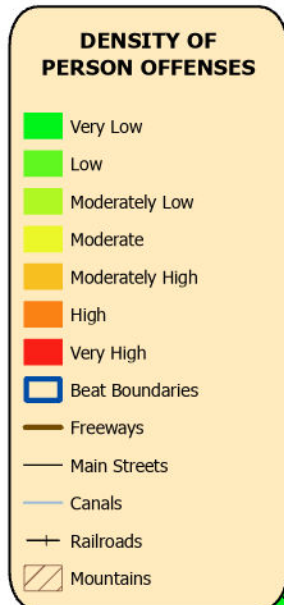 DENSITY OF
PERSON OFFENSES
Very Low
Low
Moderately Low
Moderate
Moderately High
High
Very High
Beat Boundaries
Freeways
Main Streets
Canals
Railroads
Mountains